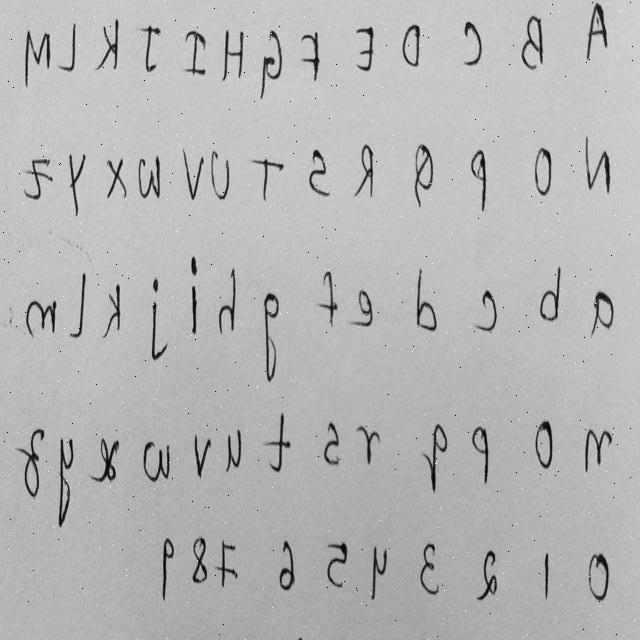 A B C D E F G H I J K L M
N O P Q R S T U V W X Y Z
a b c d e f g h i j k l m
n o p q r s t u v w x y z
0 1 2 3 4 5 6 7 8 9